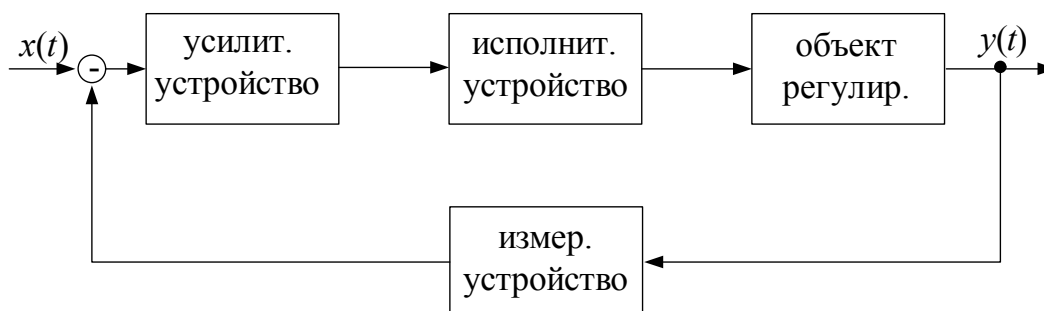 x(t)
-
усилит.
устройство
исполнит.
устройство
объект
регулир.
y(t)
измер.
устройство